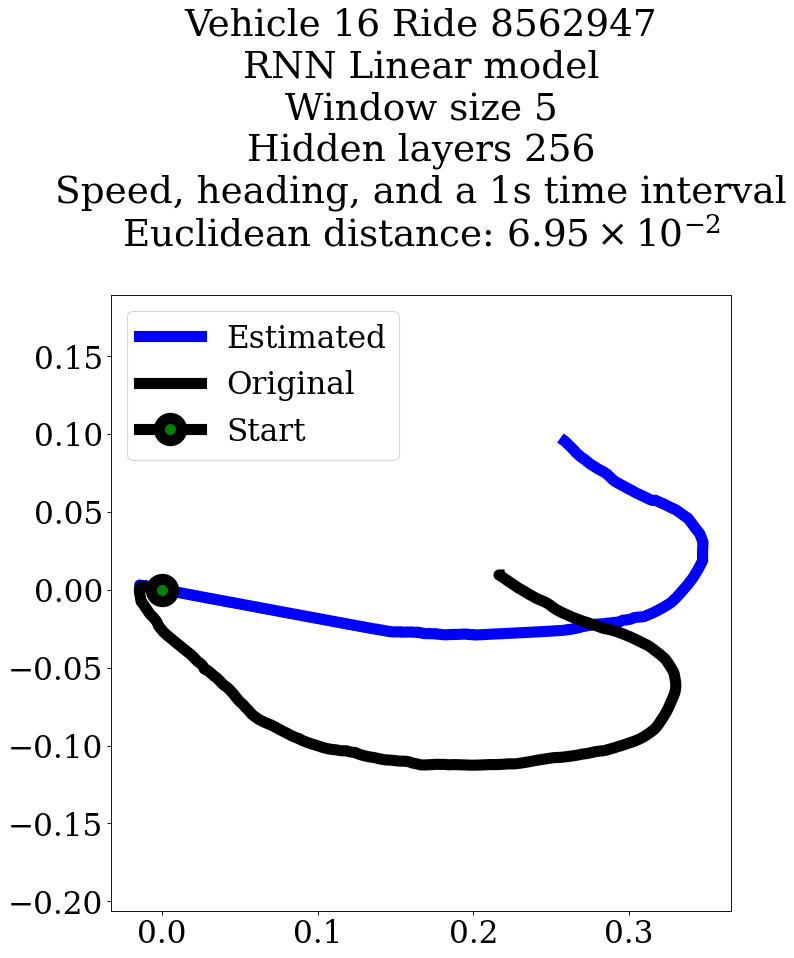 Vehicle 16 Ride 8562947
RNN Linear model
Window size 5
Hidden layers 256
Speed, heading, and a 1s time interval
Euclidean distance: 6.95 × 10⁻²
Estimated
Original
Start
0.15
0.10
0.05
0.00
−0.05
−0.10
−0.15
−0.20
0.0 0.1 0.2 0.3